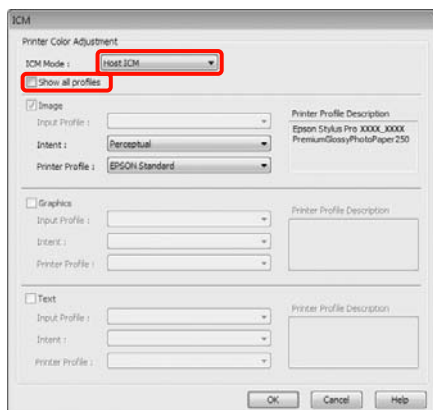 ICM
Printer Color Adjustment
ICM Mode : Host ICM
Show all profiles
Image
Input Profile :
Intent : Perceptual
Printer Profile : EPSON Standard
Printer Profile Description
Epson Stylus Pro XXXX_XXXX
PremiumGlossyPhotoPaper250
Graphics
Input Profile :
Intent :
Printer Profile :
Printer Profile Description
Text
Input Profile :
Intent :
Printer Profile :
Printer Profile Description
OK Cancel Help